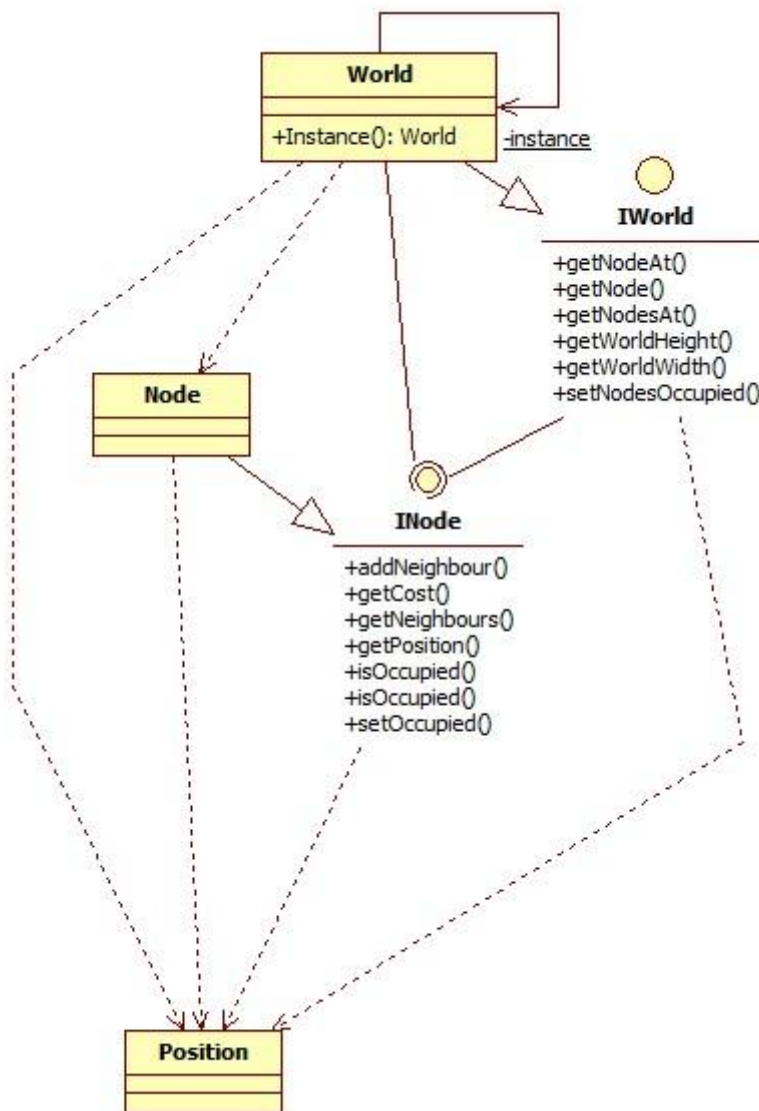 World
+Instance(): World
-instance
IWorld
+getNodeAt()
+getNode()
+getNodesAt()
+getWorldHeight()
+getWorldWidth()
+setNodesOccupied()
Node
INode
+addNeighbour()
+getCost()
+getNeighbours()
+getPosition()
+isOccupied()
+isOccupied()
+setOccupied()
Position